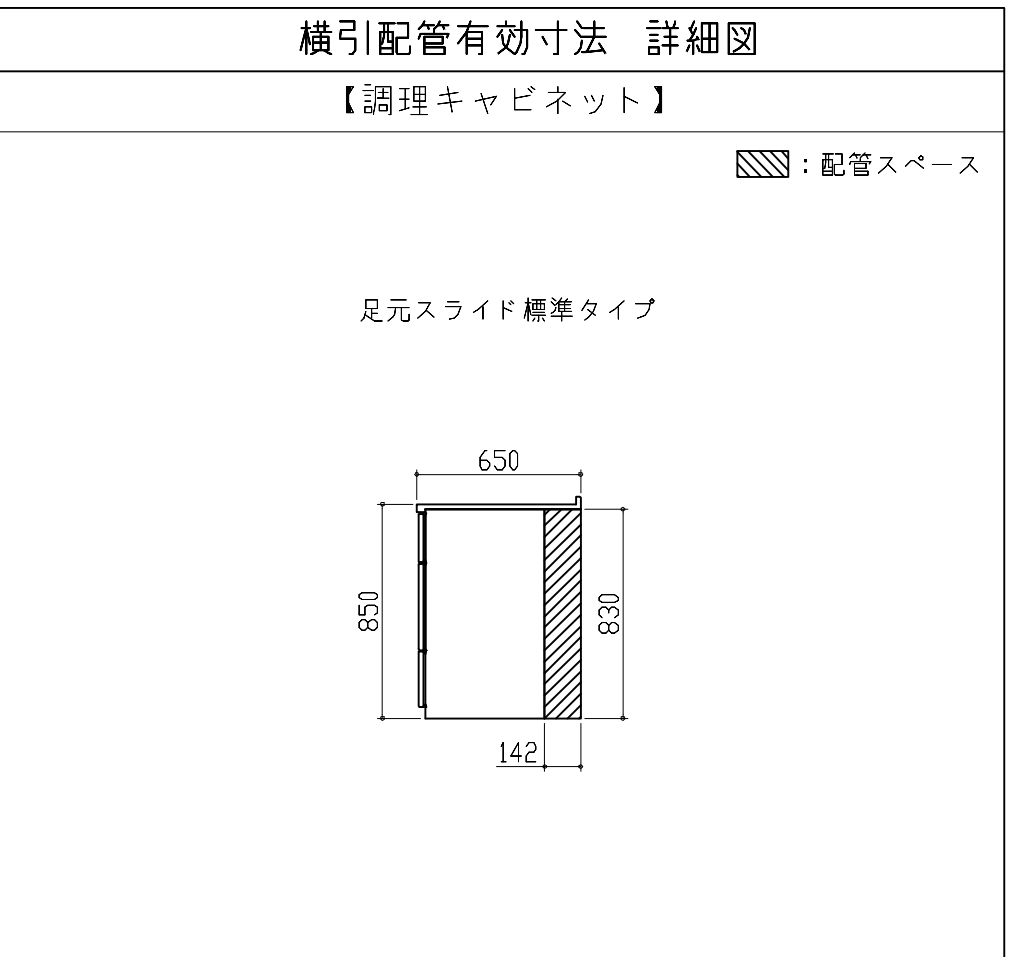 横引配管有効寸法　詳細図
【調理キャビネット】
：配管スペース
足元スライド標準タイプ
650
850
830
142